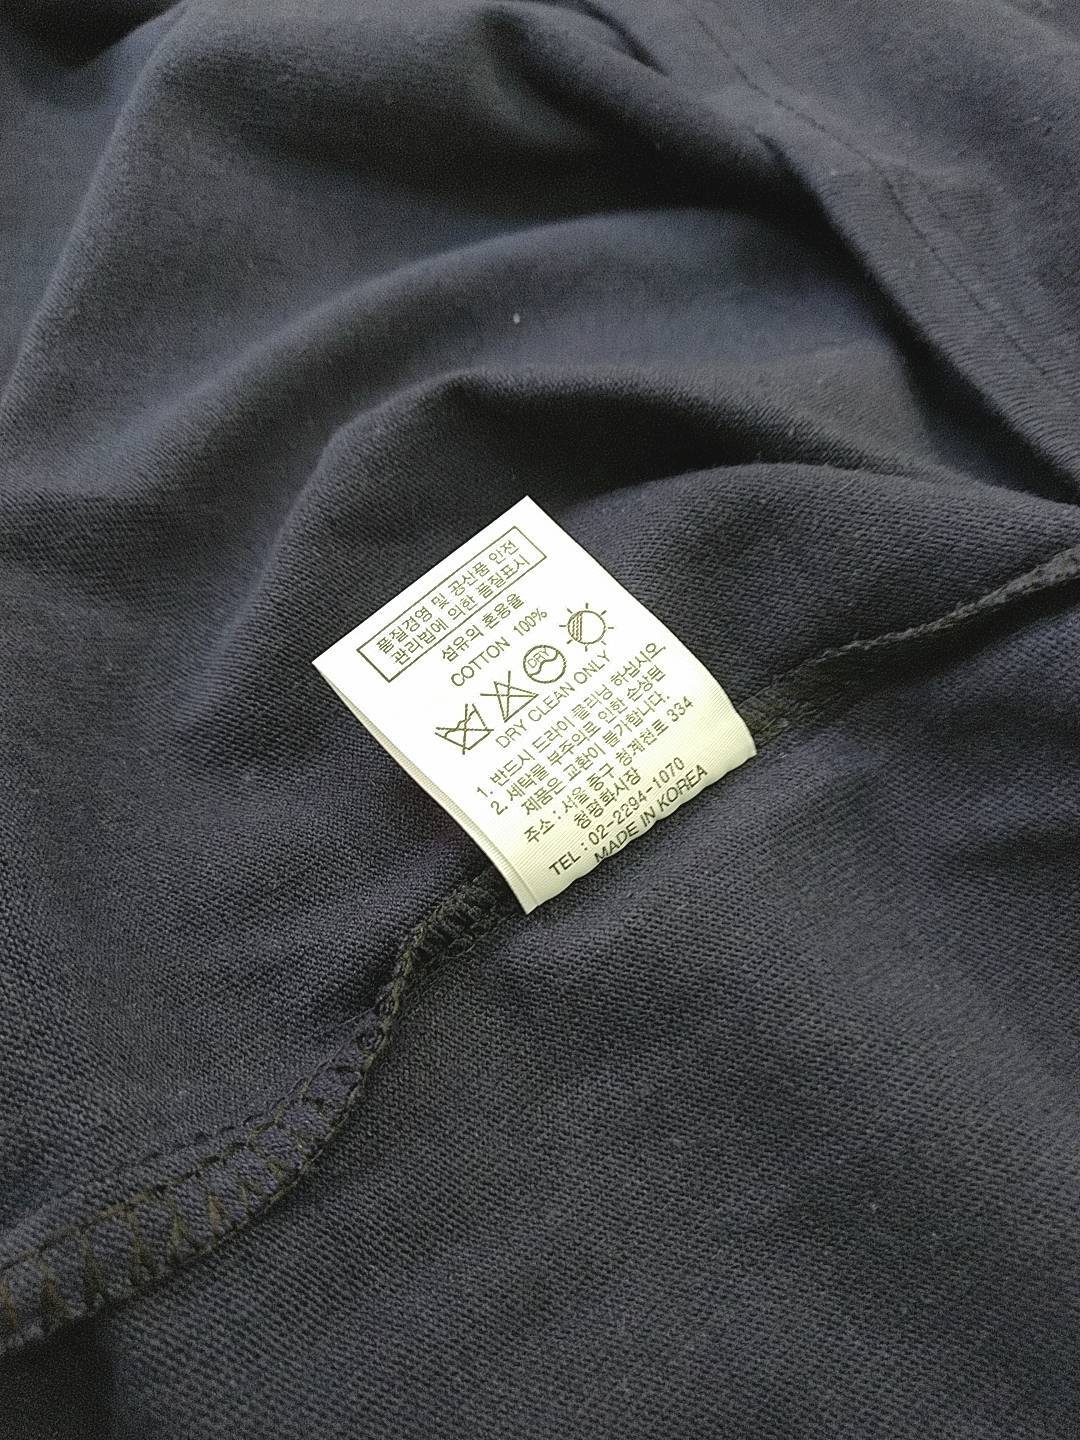 품질경영 및 공산품 안전
관리법에 의한 품질표시
섬유의 혼용율
COTTON 100%
DRY
DRY CLEAN ONLY
1. 반드시 드라이 클리닝 하십시오
2. 세탁물 부주의로 인한 손상된
제품은 교환이 불가합니다.
주소 : 서울 중구 청계천로 334
청평화시장
TEL : 02-2294-1070
MADE IN KOREA